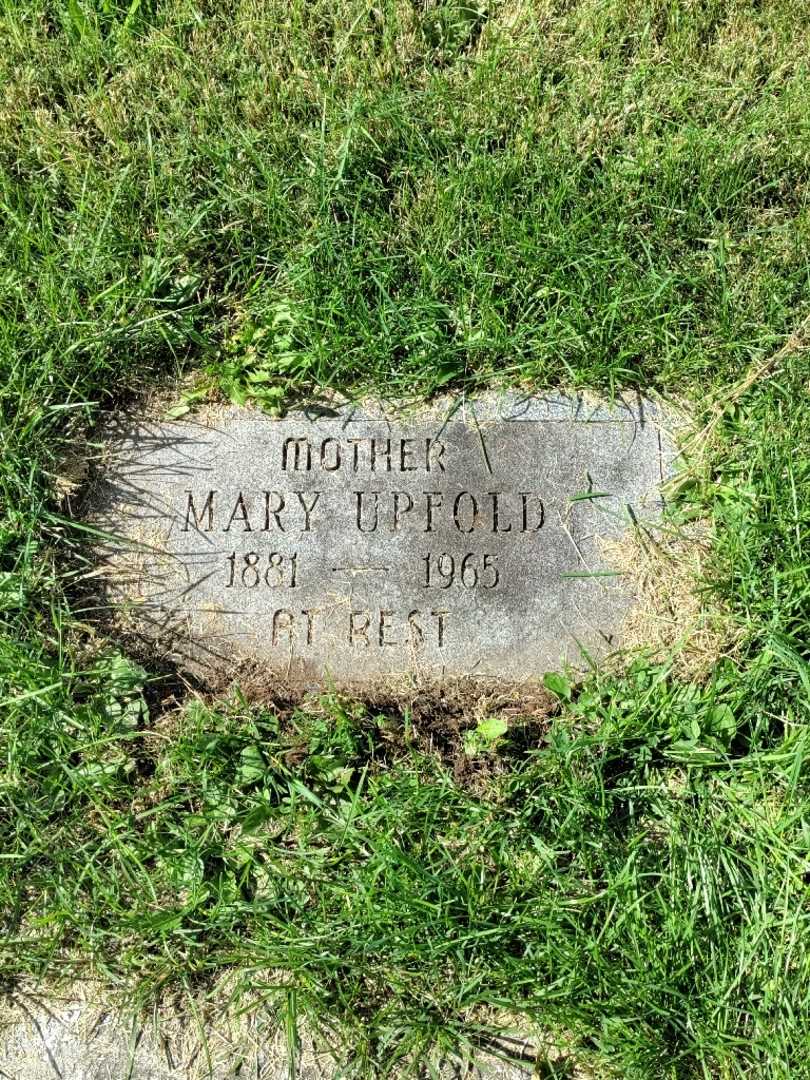 MOTHER
MARY UPFOLD
1881 — 1965
AT REST